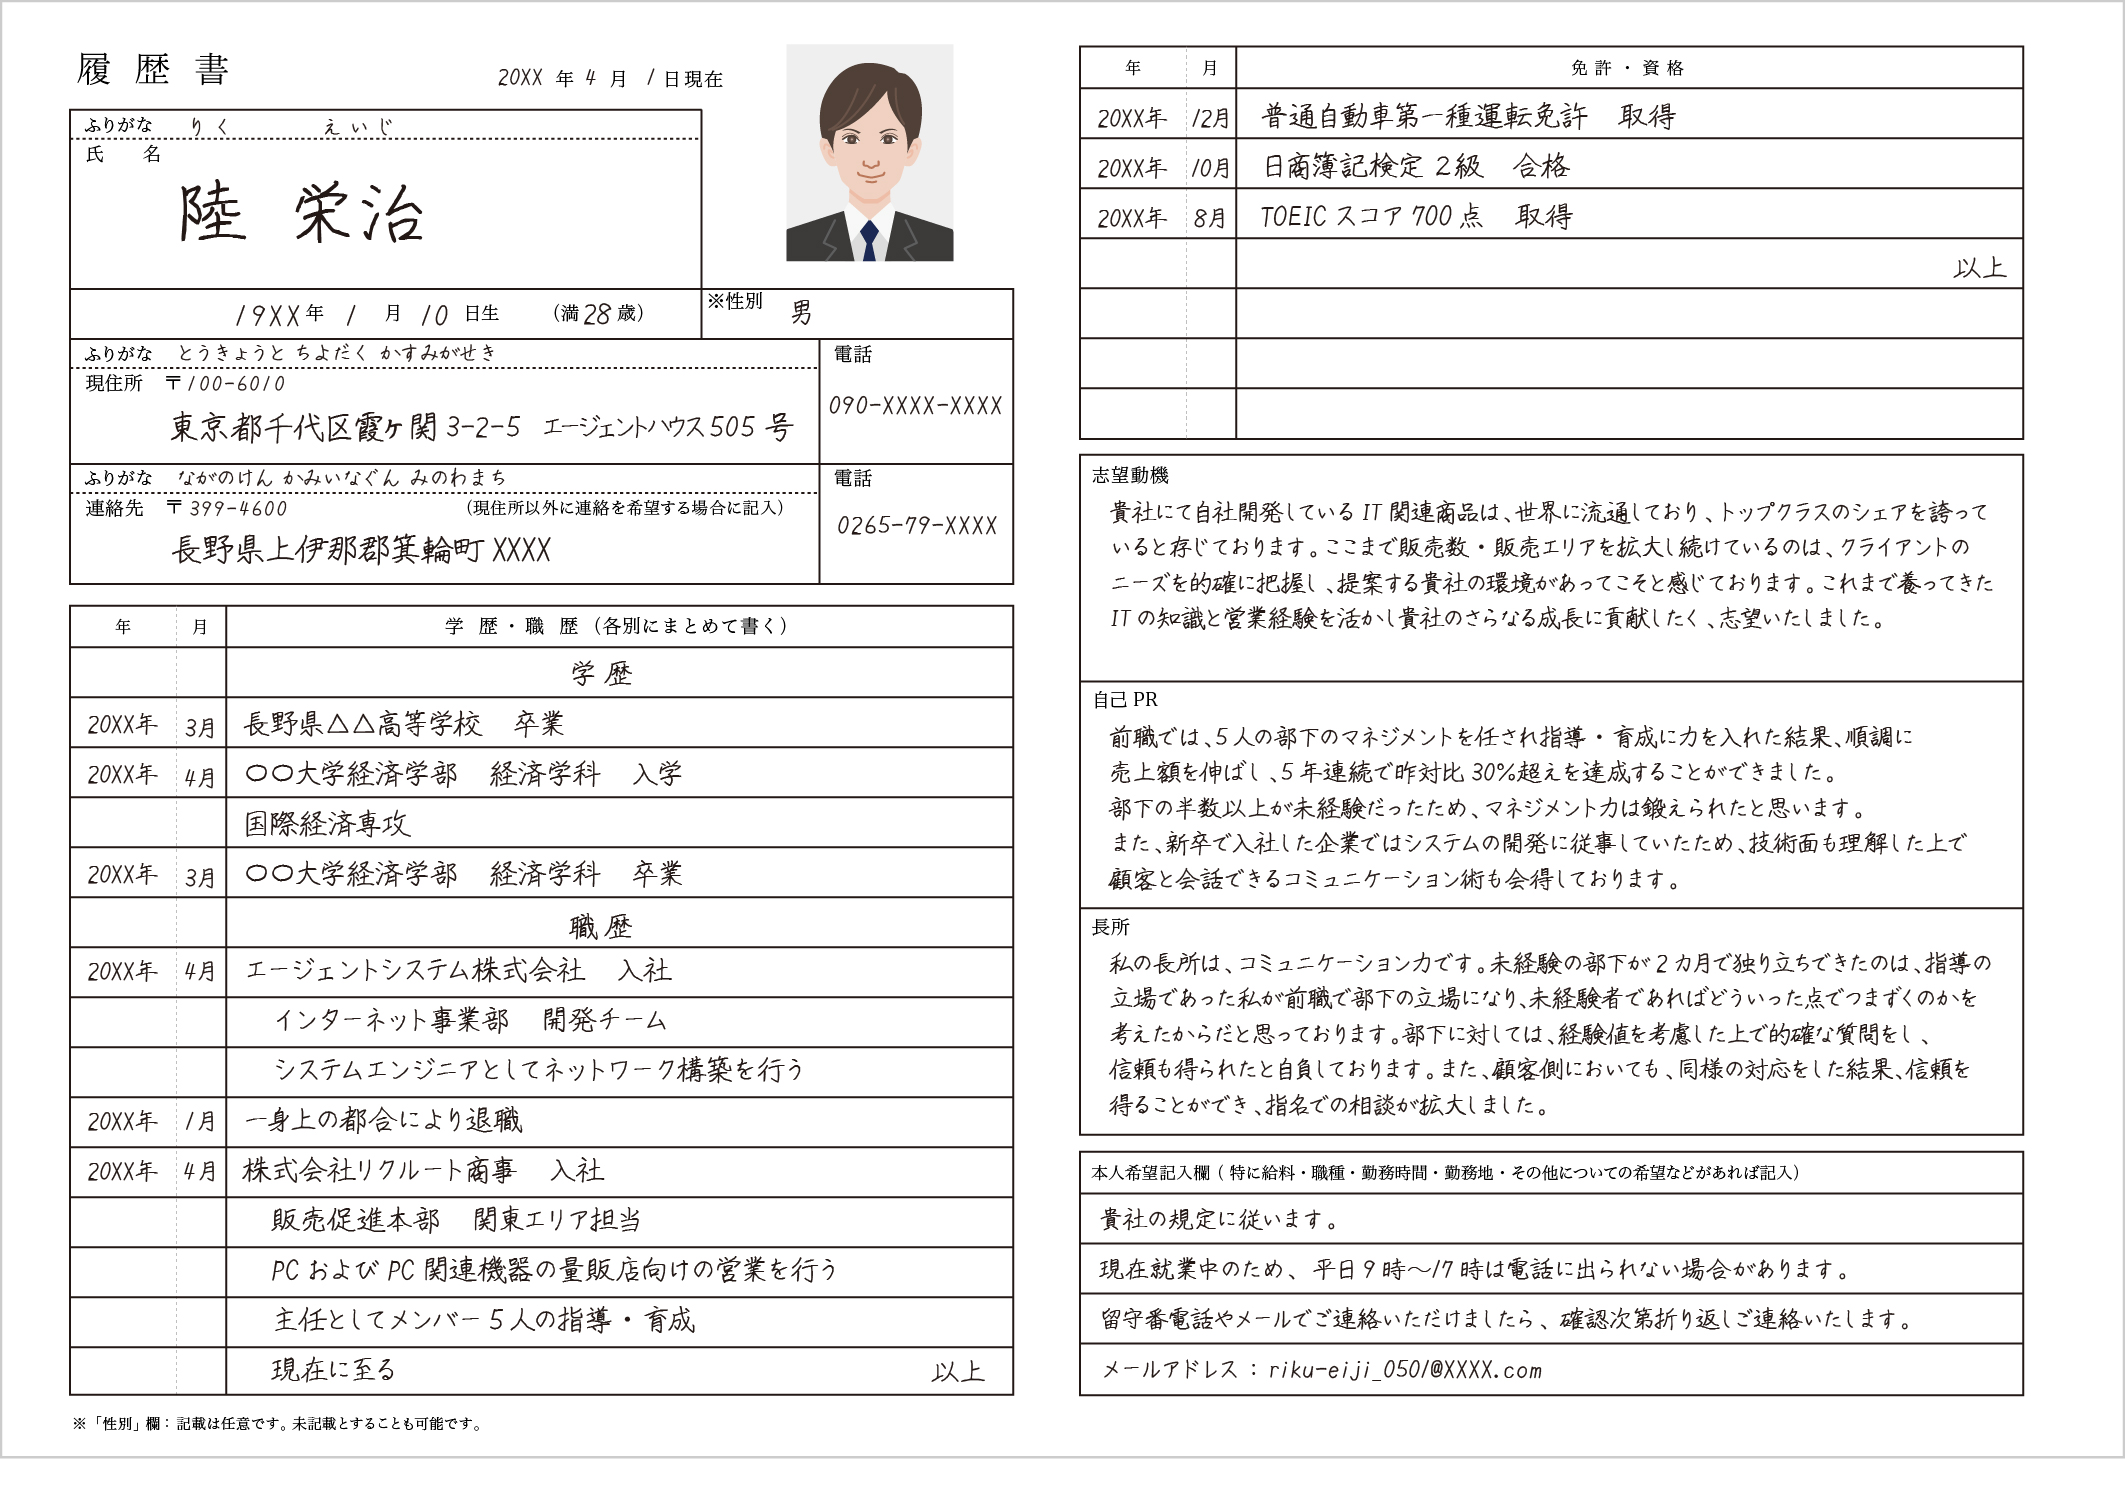 履歴書
20XX 年 4 月 1 日現在
ふりがな りく えいじ
氏 名
陸 栄治
19XX年 1 月 10 日生 (満28歳)
※性別 男
ふりがな とうきょうと ちよだく かすみがせき
現住所 〒100-6010
東京都千代区霞ヶ関 3-2-5 エージェントハウス 505 号
電話
090-XXXX-XXXX
ふりがな ながのけん かみいなぐん みのわまち
連絡先 〒399-4600 (現住所以外に連絡を希望する場合に記入)
長野県上伊那郡箕輪町 XXXX
電話
0265-79-XXXX
年 月 学 歴・職 歴(各別にまとめて書く)
学歴
20XX年 3月 長野県△△高等学校 卒業
20XX年 4月 〇〇大学経済学部 経済学科 入学
国際経済専攻
20XX年 3月 〇〇大学経済学部 経済学科 卒業
職歴
20XX年 4月 エージェントシステム株式会社 入社
インターネット事業部 開発チーム
システムエンジニアとしてネットワーク構築を行う
20XX年 1月 一身上の都合により退職
20XX年 4月 株式会社リクルート商事 入社
販売促進本部 関東エリア担当
PC および PC 関連機器の量販店向けの営業を行う
主任としてメンバー 5 人の指導・育成
現在に至る 以上
※「性別」欄：記載は任意です。未記載とすることも可能です。
年 月 免許・資格
20XX年 12月 普通自動車第一種運転免許 取得
20XX年 10月 日商簿記検定 2級 合格
20XX年 8月 TOEIC スコア 700 点 取得
以上
志望動機
貴社にて自社開発している IT 関連商品は、世界に流通しており、トップクラスのシェアを誇って
いると存じております。ここまで販売数・販売エリアを拡大し続けているのは、クライアントの
ニーズを的確に把握し、提案する貴社の環境があってこそと感じております。これまで養ってきた
IT の知識と営業経験を活かし貴社のさらなる成長に貢献したく、志望いたしました。
自己 PR
前職では、5 人の部下のマネジメントを任され指導・育成に力を入れた結果、順調に
売上額を伸ばし、5 年連続で昨対比 30%超えを達成することができました。
部下の半数以上が未経験だったため、マネジメント力は鍛えられたと思います。
また、新卒で入社した企業ではシステムの開発に従事していたため、技術面も理解した上で
顧客と会話できるコミュニケーション術も会得しております。
長所
私の長所は、コミュニケーション力です。未経験の部下が 2 カ月で独り立ちできたのは、指導の
立場であった私が前職で部下の立場になり、未経験者であればどういった点でつまずくのかを
考えたからだと思っております。部下に対しては、経験値を考慮した上で的確な質問をし、
信頼も得られたと自負しております。また、顧客側においても、同様の対応をした結果、信頼を
得ることができ、指名での相談が拡大しました。
本人希望記入欄（ 特に給料・職種・勤務時間・勤務地・その他についての希望などがあれば記入）
貴社の規定に従います。
現在就業中のため、平日 9 時～17 時は電話に出られない場合があります。
留守番電話やメールでご連絡いただけましたら、確認次第折り返しご連絡いたします。
メールアドレス：riku-eiji_0501@XXXX.com